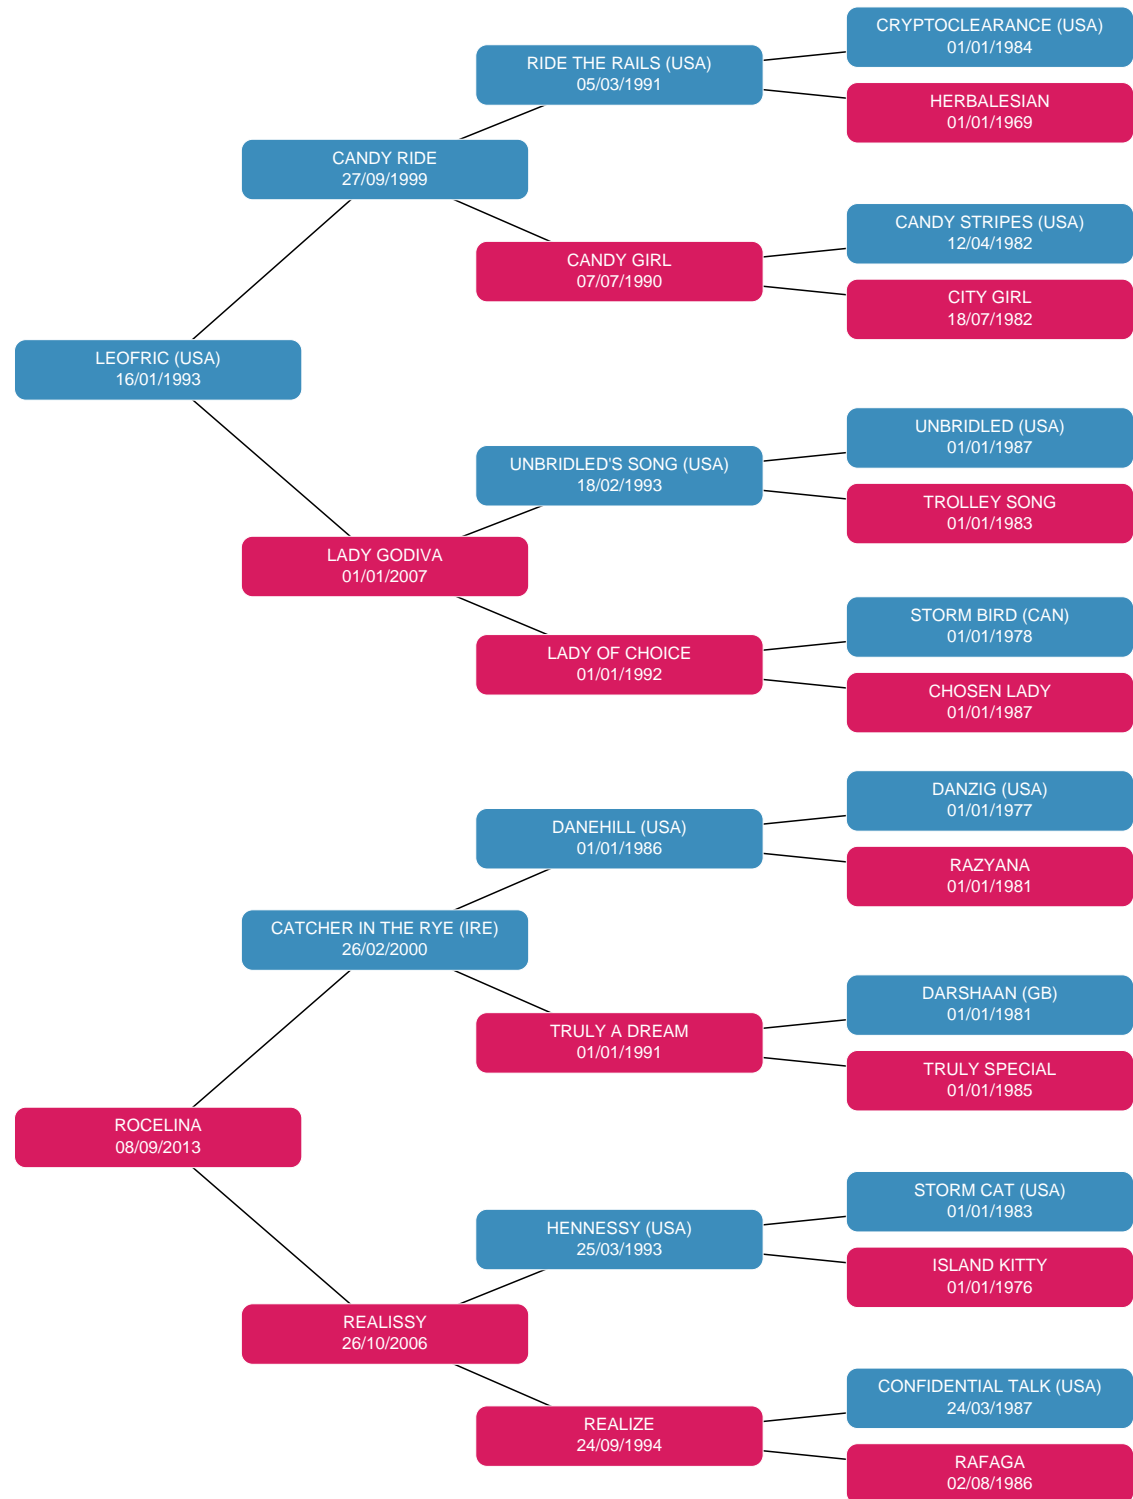 CRYPTOCLEARANCE (USA)
01/01/1984
RIDE THE RAILS (USA)
05/03/1991
HERBALESIAN
01/01/1969
CANDY RIDE
27/09/1999
CANDY STRIPES (USA)
12/04/1982
CANDY GIRL
07/07/1990
CITY GIRL
18/07/1982
LEOFRIC (USA)
16/01/1993
UNBRIDLED (USA)
01/01/1987
UNBRIDLED'S SONG (USA)
18/02/1993
TROLLEY SONG
01/01/1983
LADY GODIVA
01/01/2007
STORM BIRD (CAN)
01/01/1978
LADY OF CHOICE
01/01/1992
CHOSEN LADY
01/01/1987
DANZIG (USA)
01/01/1977
DANEHILL (USA)
01/01/1986
RAZYANA
01/01/1981
CATCHER IN THE RYE (IRE)
26/02/2000
DARSHAAN (GB)
01/01/1981
TRULY A DREAM
01/01/1991
TRULY SPECIAL
01/01/1985
ROCELINA
08/09/2013
STORM CAT (USA)
01/01/1983
HENNESSY (USA)
25/03/1993
ISLAND KITTY
01/01/1976
REALISSY
26/10/2006
CONFIDENTIAL TALK (USA)
24/03/1987
REALIZE
24/09/1994
RAFAGA
02/08/1986